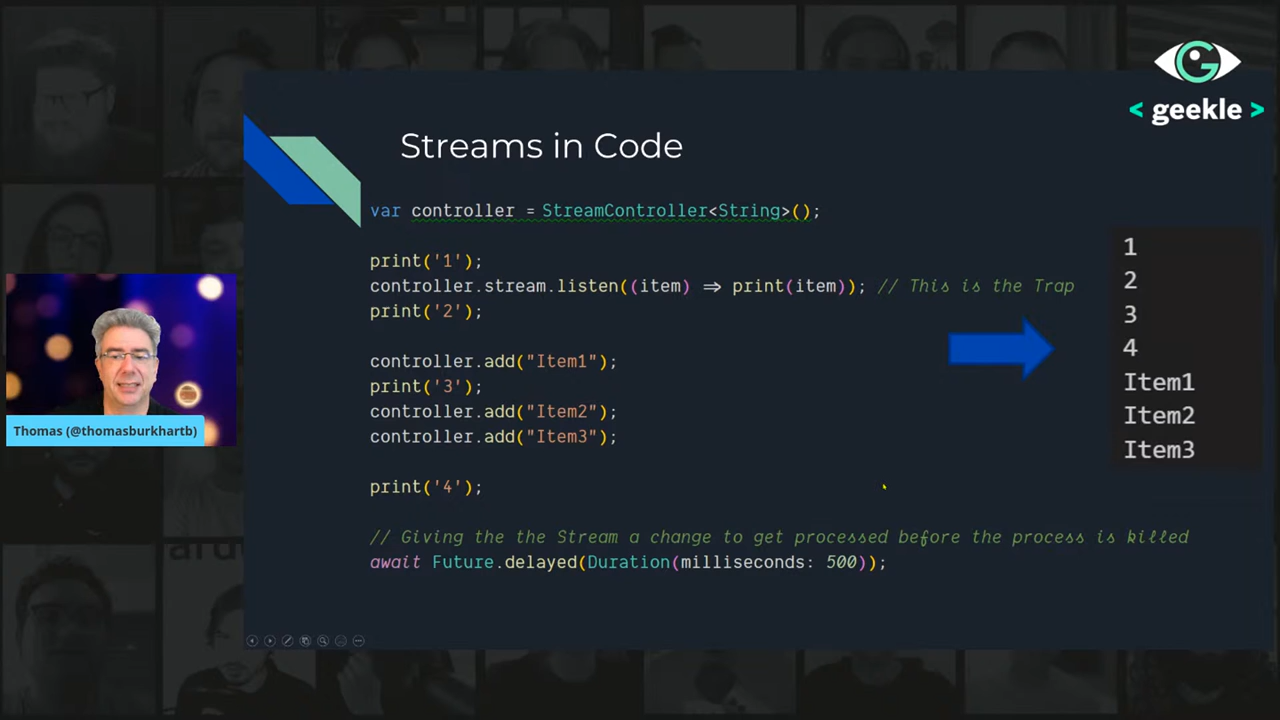 geekle
< geekle >
Streams in Code
var controller = StreamController<String>();
print('1');
controller.stream.listen((item) => print(item)); // This is the Trap
print('2');
controller.add("Item1");
print('3');
controller.add("Item2");
controller.add("Item3");
print('4');
// Giving the the Stream a change to get processed before the process is killed
await Future.delayed(Duration(milliseconds: 500));
1
2
3
4
Item1
Item2
Item3
Thomas (@thomasburkhartb)